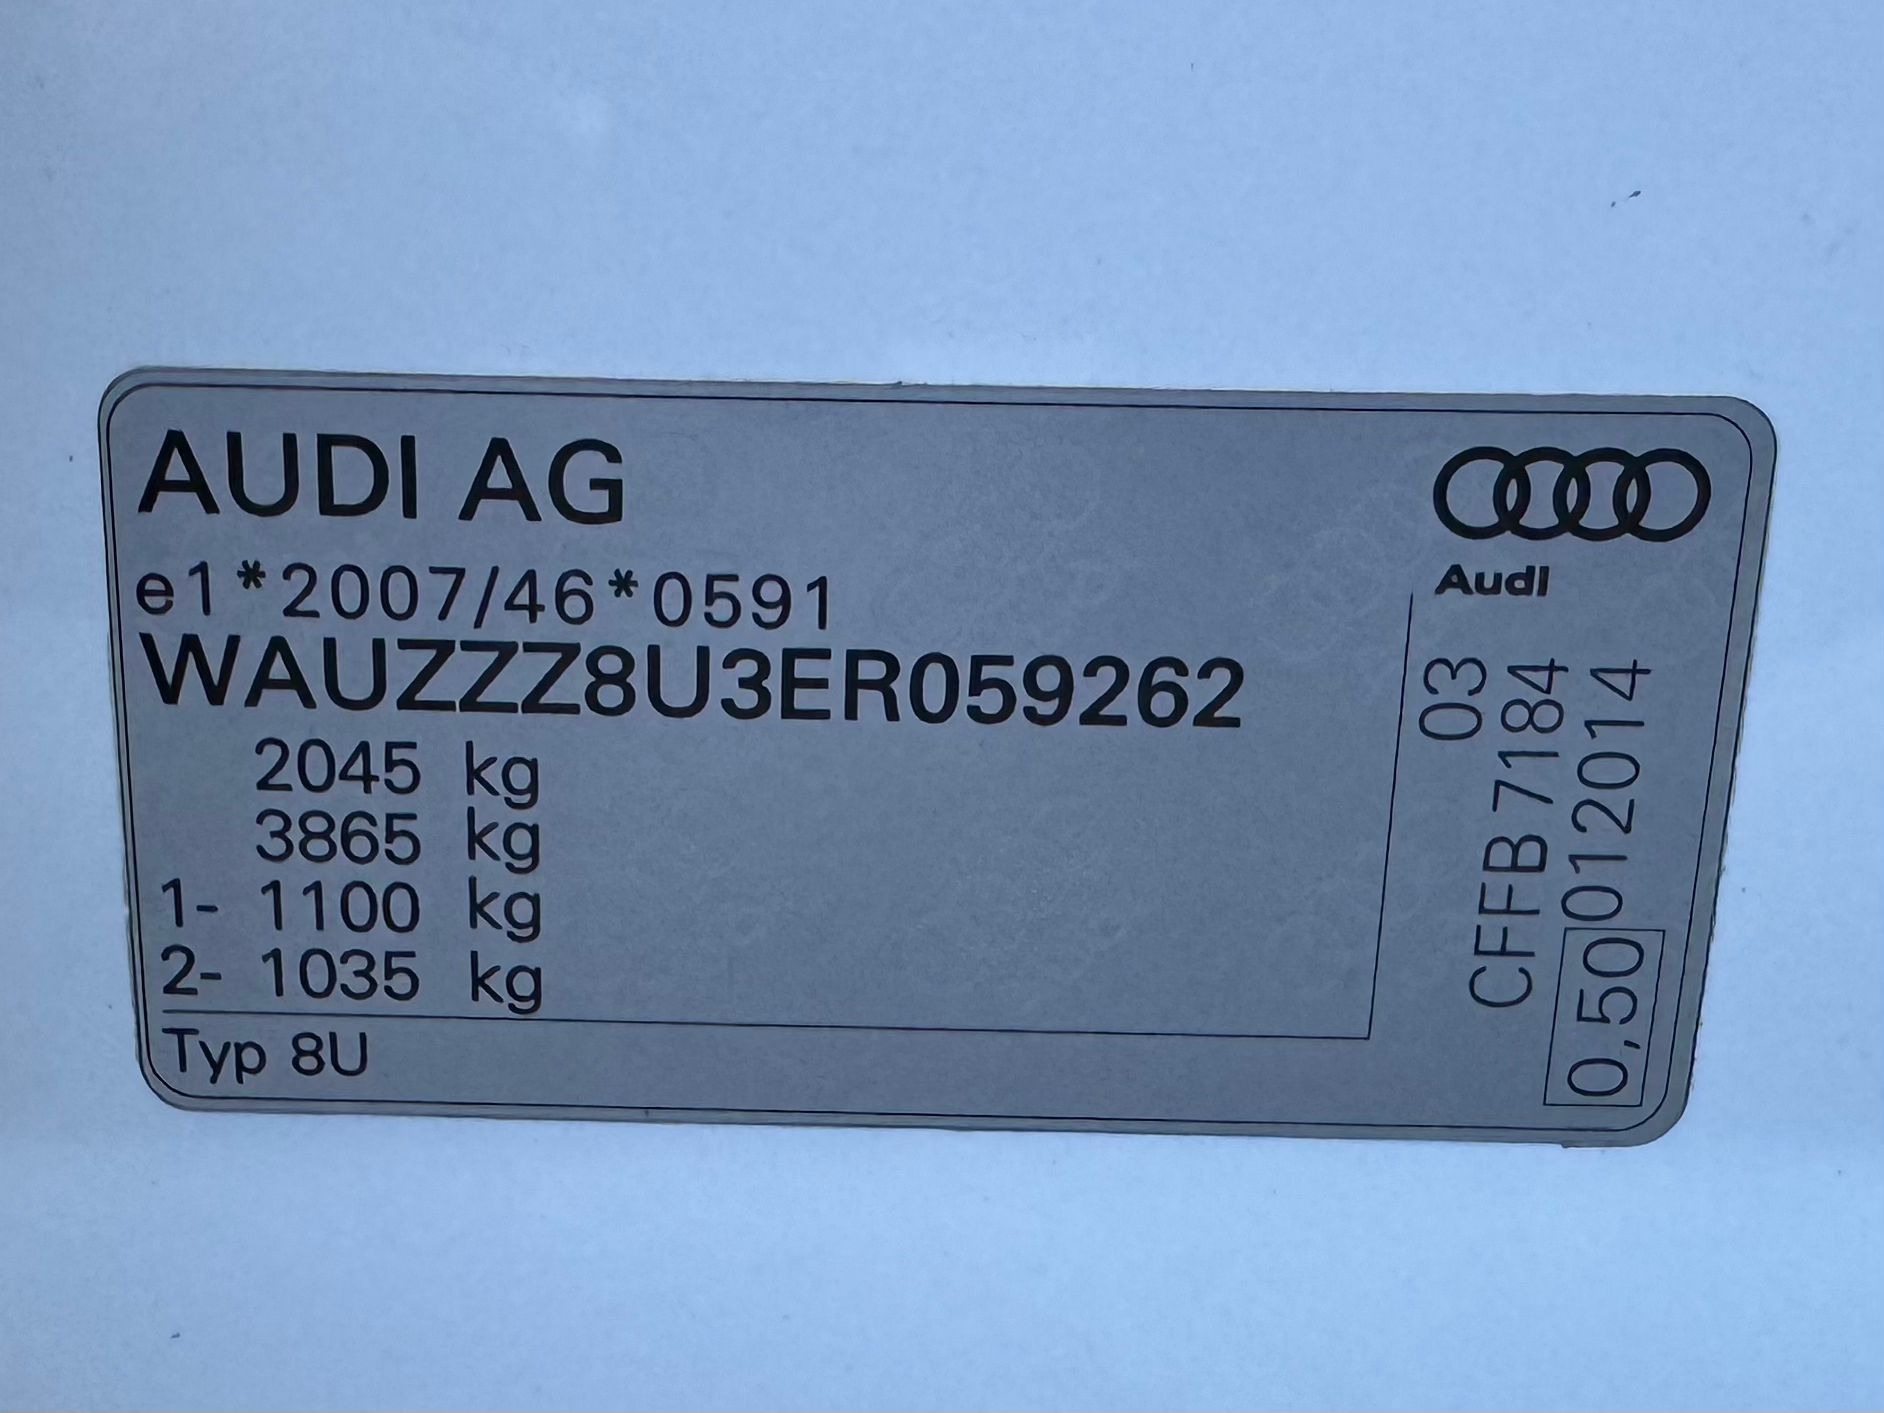 AUDI AG
e1*2007/46*0591
WAUZZZ8U3ER059262
2045 kg
3865 kg
1- 1100 kg
2- 1035 kg
Typ 8U
Audi
03
CFFB 7184
0,50 012014